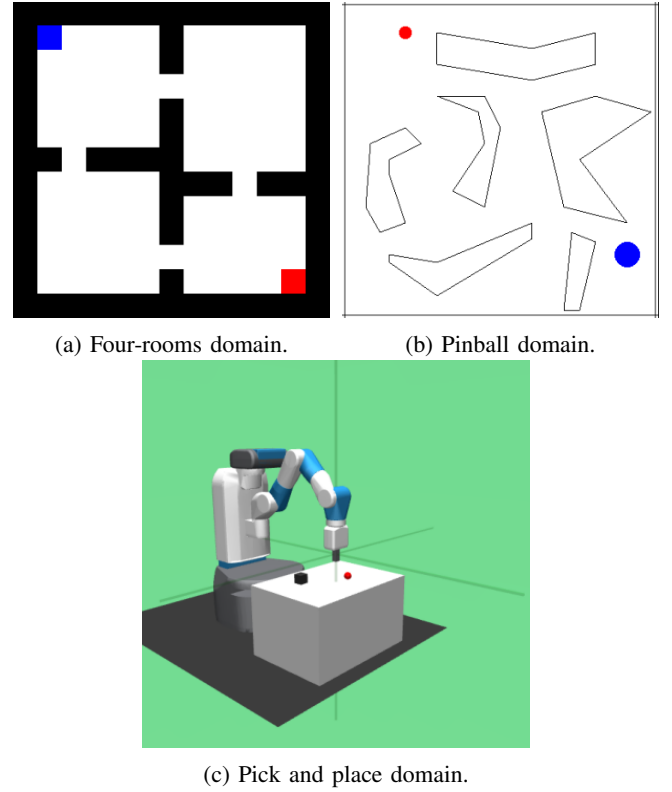 (a) Four-rooms domain.
(b) Pinball domain.
(c) Pick and place domain.